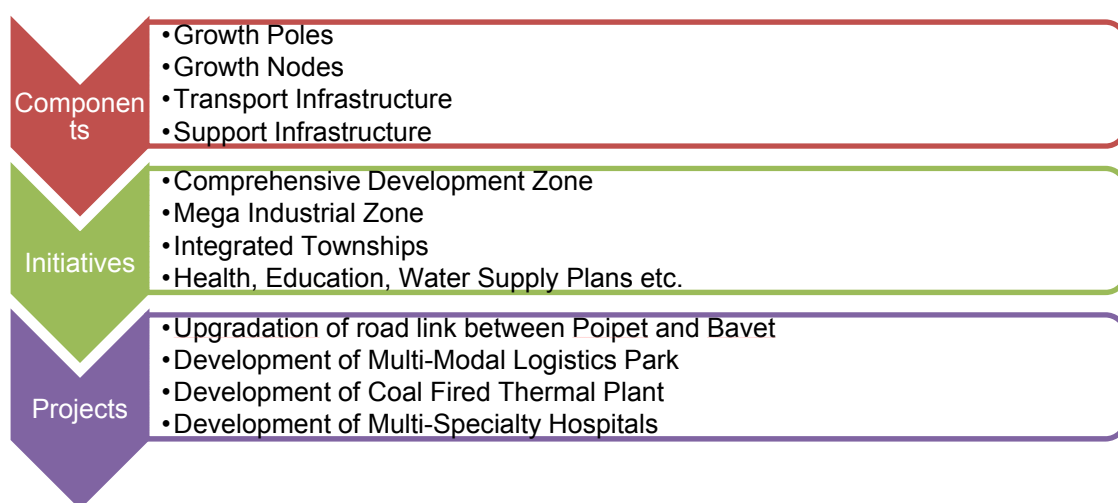 Componen
ts
•Growth Poles
•Growth Nodes
•Transport Infrastructure
•Support Infrastructure
Initiatives
•Comprehensive Development Zone
•Mega Industrial Zone
•Integrated Townships
•Health, Education, Water Supply Plans etc.
Projects
•Upgradation of road link between Poipet and Bavet
•Development of Multi-Modal Logistics Park
•Development of Coal Fired Thermal Plant
•Development of Multi-Specialty Hospitals